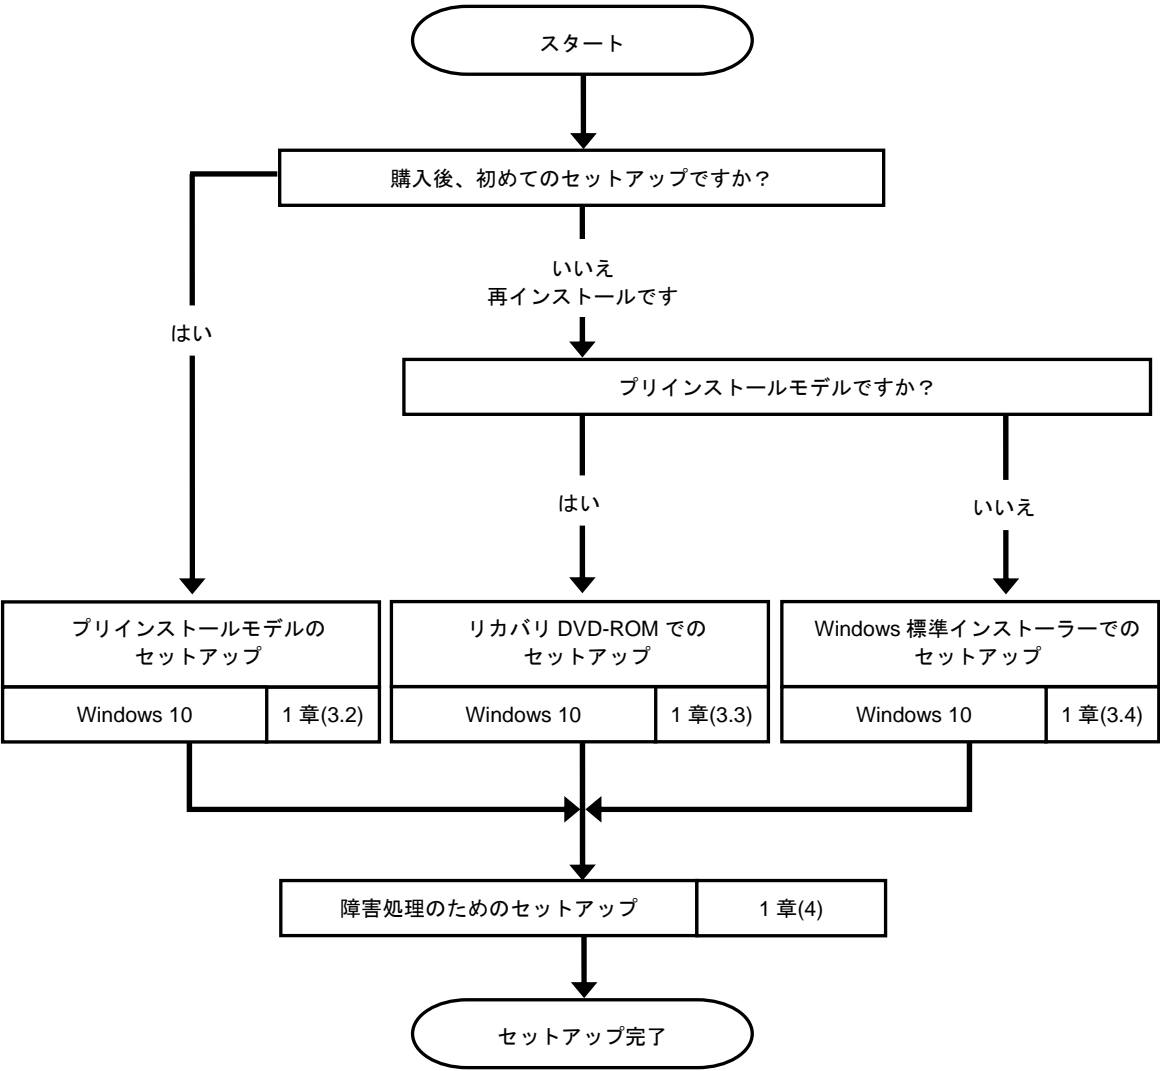 スタート
購入後、初めてのセットアップですか？
いいえ
再インストールです
はい
プリインストールモデルですか？
はい
いいえ
プリインストールモデルの
セットアップ
Windows 10
1 章(3.2)
リカバリ DVD-ROM での
セットアップ
Windows 10
1 章(3.3)
Windows 標準インストーラーでの
セットアップ
Windows 10
1 章(3.4)
障害処理のためのセットアップ
1 章(4)
セットアップ完了